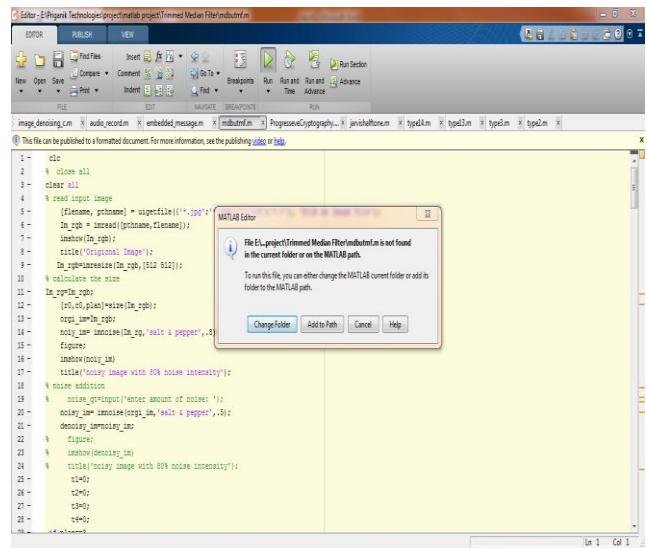 Editor - E:\Priganik Technologies\project\matlab project\Trimmed Median Filter\mdbutmf.m
EDITOR PUBLISH VIEW
New Open Save
Find Files
Compare
Print
Insert
Comment
Indent
Go To
Find
Breakpoints
Run
Run and Time
Run and Advance
Run Section
Advance
FILE EDIT NAVIGATE BREAKPOINTS RUN
image_denoising_c.m audio_record.m embedded_message.m mdbutmf.m ProgresseveCryptography.... janvishalftone.m type14.m type13.m type3.m type2.m
This file can be published to a formatted document. For more information, see the publishing video or help.
1 - clc
2 % close all
3 - clear all
4 % read input image
5 - [flename, pthname] = uigetfile({'*.jpg';'
6 - Im_rgb = imread([pthname,flename]);
7 - imshow(Im_rgb);
8 - title('Origional Image');
9 - Im_rgb=imresize(Im_rgb,[512 512]);
10 % calculate the size
11 - Im_rg=Im_rgb;
12 - [r0,c0,plan]=size(Im_rgb);
13 - orgi_im=Im_rgb;
14 - noiy_im= imnoise(Im_rg,'salt & pepper',.8)
15 - figure;
16 - imshow(noiy_im)
17 - title('noisy image with 80% noise intensity');
18 % noise addition
19 % noise_qt=input('enter amount of noise: ');
20 - noisy_im= imnoise(orgi_im,'salt & pepper',.5);
21 - denoisy_im=noisy_im;
22 % figure;
23 % imshow(denoisy_im)
24 % title('noisy image with 80% noise intensity');
25 - t1=0;
26 - t2=0;
27 - t3=0;
28 - t4=0;
MATLAB Editor
File E:\...project\Trimmed Median Filter\mdbutmf.m is not found
in the current folder or on the MATLAB path.
To run this file, you can either change the MATLAB current folder or add its
folder to the MATLAB path.
Change Folder Add to Path Cancel Help
Ln 1 Col 1